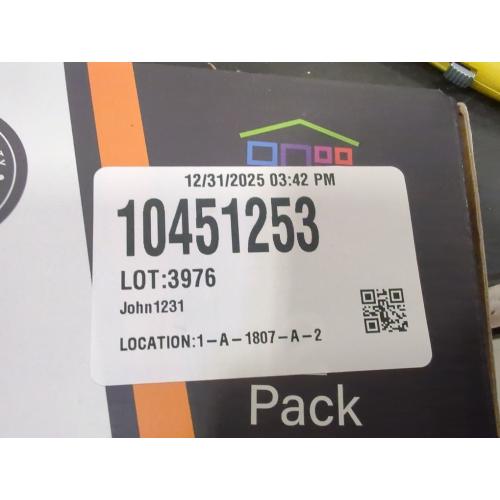 12/31/2025 03:42 PM
10451253
LOT:3976
John1231
LOCATION:1-A-1807-A-2
Pack